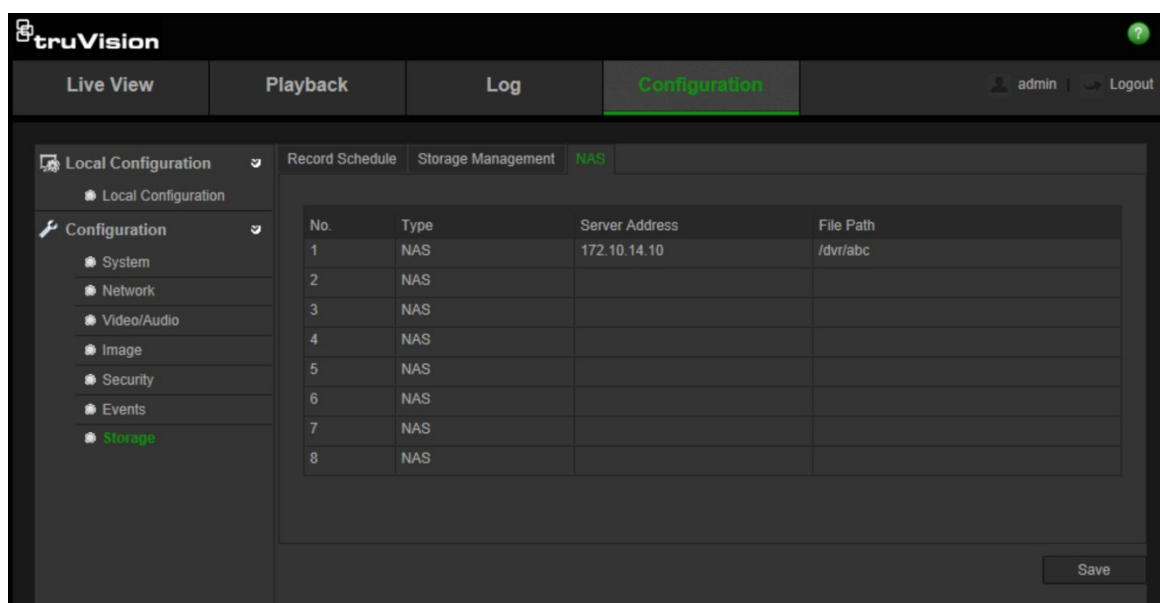 truVision
?
Live View Playback Log Configuration admin | Logout
Local Configuration
Local Configuration
Configuration
System
Network
Video/Audio
Image
Security
Events
Storage
Record Schedule Storage Management NAS
No. Type Server Address File Path
1 NAS 172.10.14.10 /dvr/abc
2 NAS
3 NAS
4 NAS
5 NAS
6 NAS
7 NAS
8 NAS
Save